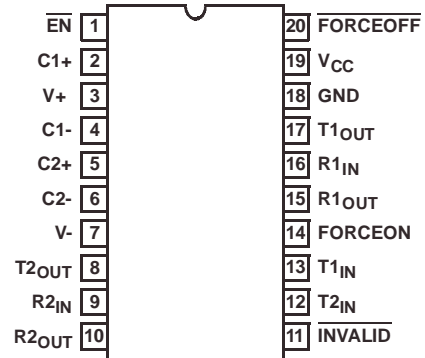 EN 1 20 FORCEOFF
C1+ 2 19 VCC
V+ 3 18 GND
C1- 4 17 T1OUT
C2+ 5 16 R1IN
C2- 6 15 R1OUT
V- 7 14 FORCEON
T2OUT 8 13 T1IN
R2IN 9 12 T2IN
R2OUT 10 11 INVALID